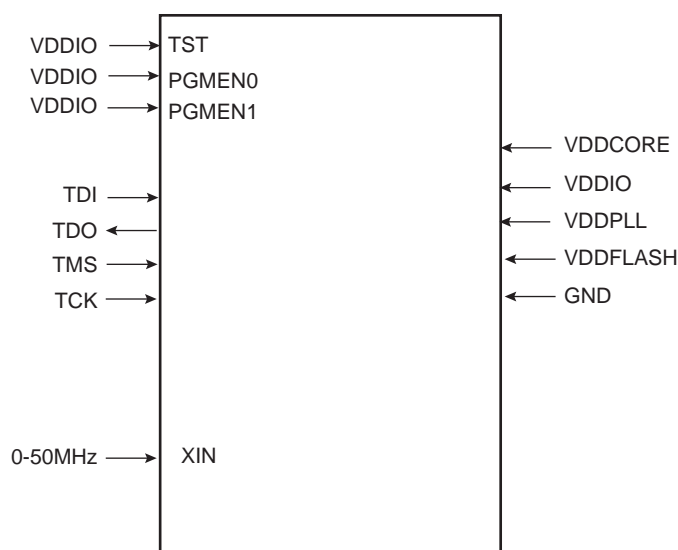 VDDIO TST
VDDIO PGMEN0
VDDIO PGMEN1
VDDCORE
VDDIO
TDI
VDDPLL
TDO
VDDFLASH
TMS
GND
TCK
0-50MHz XIN